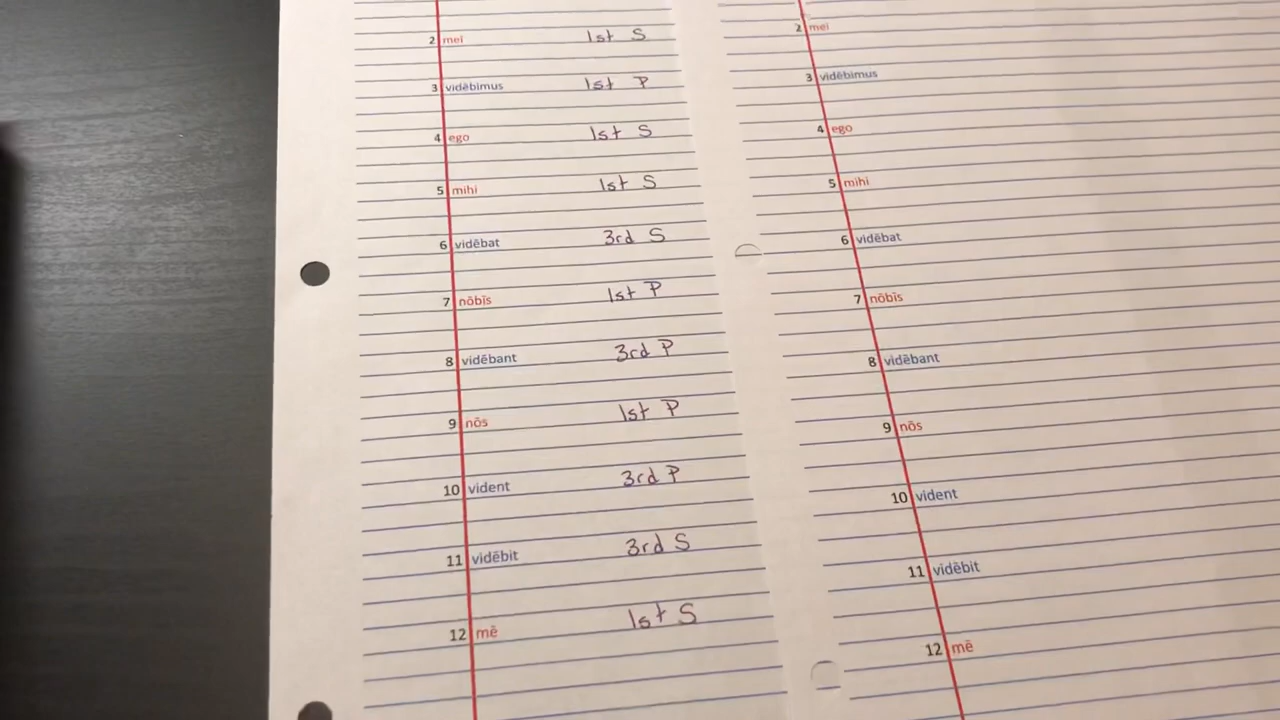 2 mei 1st S
3 vidēbimus 1st P
4 ego 1st S
5 mihi 1st S
6 vidēbat 3rd S
7 nōbīs 1st P
8 vidēbant 3rd P
9 nōs 1st P
10 vident 3rd P
11 vidēbit 3rd S
12 mē 1st S
2 mei
3 vidēbimus
4 ego
5 mihi
6 vidēbat
7 nōbīs
8 vidēbant
9 nōs
10 vident
11 vidēbit
12 mē